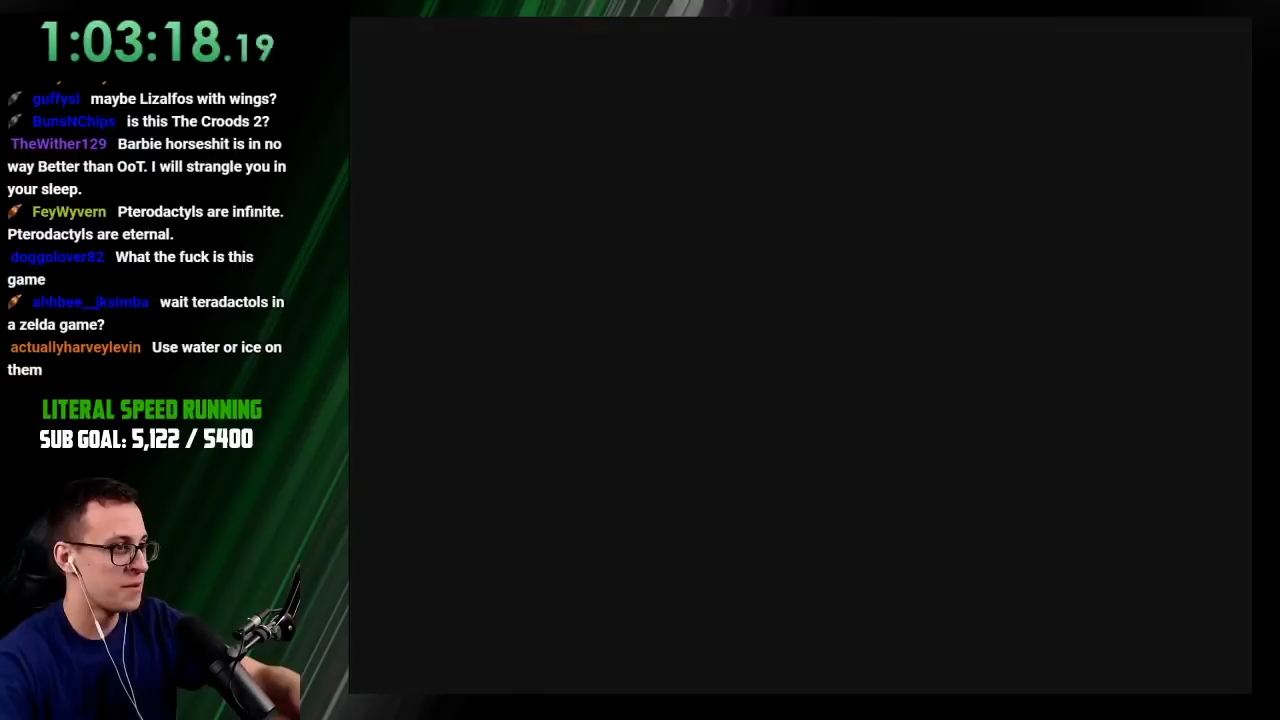 1:03:18.19
guffysl maybe Lizalfos with wings?
BunsNChips is this The Croods 2?
TheWither129 Barbie horseshit is in no
way Better than OoT. I will strangle you in
your sleep.
FeyWyvern Pterodactyls are infinite.
Pterodactyls are eternal.
doggolover82 What the fuck is this
game
ahhbee__jksimba wait teradactols in
a zelda game?
actuallyharveylevin Use water or ice on
them
LITERAL SPEED RUNNING
SUB GOAL: 5,122 / 5400